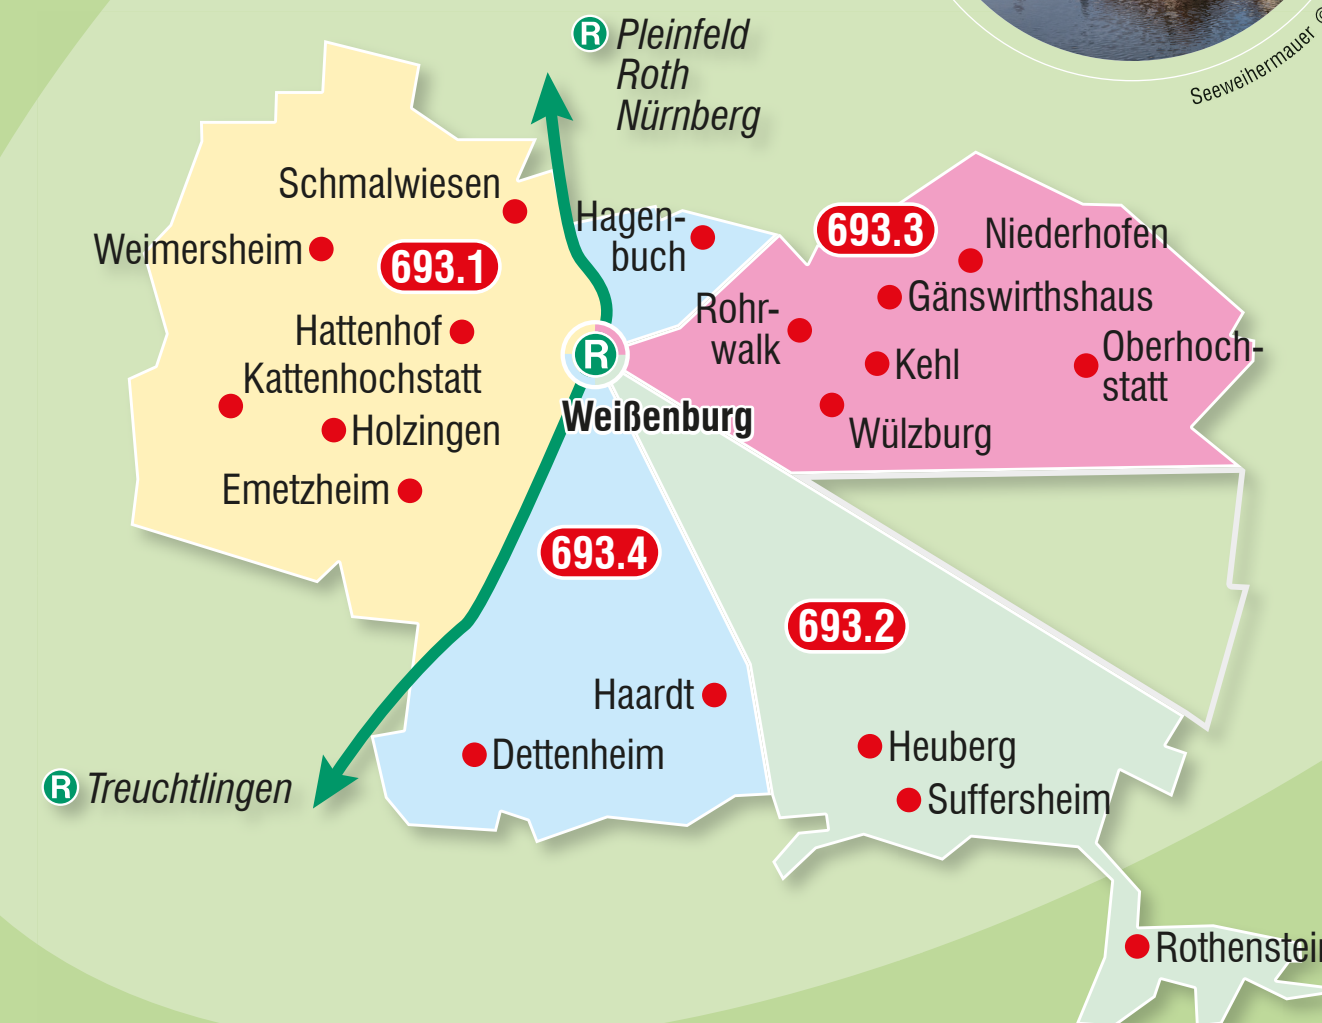 R Pleinfeld
Roth
Nürnberg
Seeweihermauer ©
Schmalwiesen
Weimersheim
693.1
Hattenhof
Kattenhochstatt
Holzingen
Emetzheim
Hagen-
buch
693.3
Niederhofen
Gänswirthshaus
Rohr-
walk
Kehl
Oberhoch-
statt
Wülzburg
R
Weißenburg
693.4
693.2
Haardt
Dettenheim
Heuberg
Suffersheim
R Treuchtlingen
Rothenstein